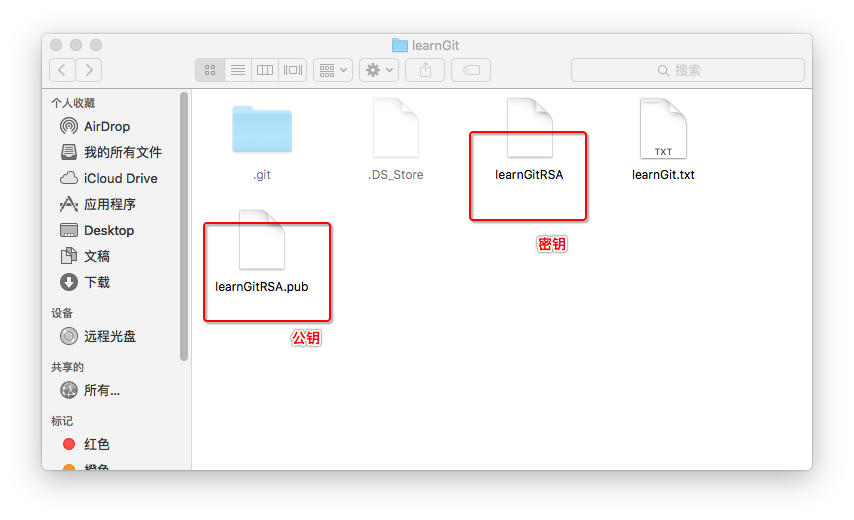 learnGit
搜索
个人收藏
AirDrop
我的所有文件
iCloud Drive
应用程序
Desktop
文稿
下载
设备
远程光盘
共享的
所有...
标记
红色
橙色
.git
.DS_Store
learnGitRSA
TXT
learnGit.txt
密钥
learnGitRSA.pub
公钥